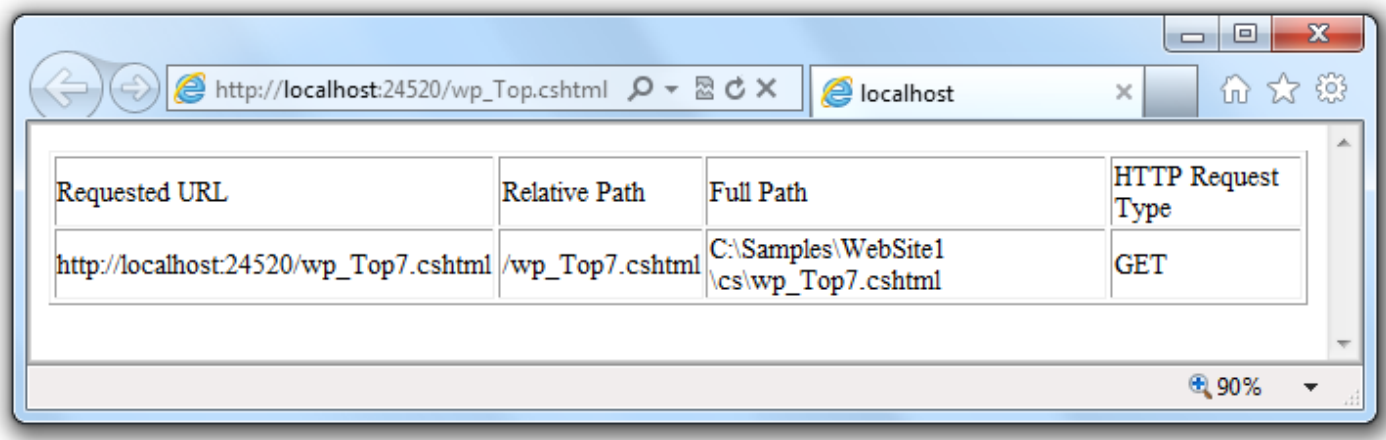 http://localhost:24520/wp_Top.cshtml
localhost
Requested URL
Relative Path
Full Path
HTTP Request
Type
http://localhost:24520/wp_Top7.cshtml
/wp_Top7.cshtml
C:\Samples\WebSite1
\cs\wp_Top7.cshtml
GET
90%